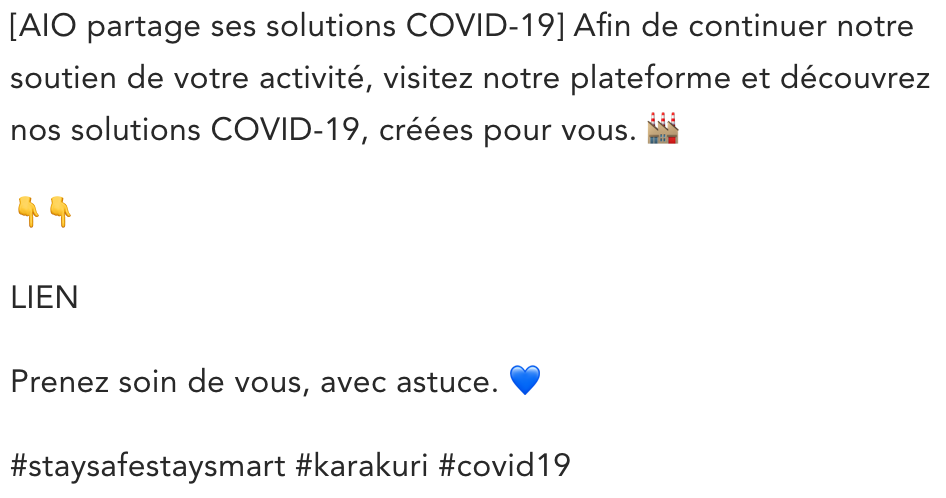 [AIO partage ses solutions COVID-19] Afin de continuer notre
soutien de votre activité, visitez notre plateforme et découvrez
nos solutions COVID-19, créées pour vous. 🏭
👇👇
LIEN
Prenez soin de vous, avec astuce. 💙
#staysafestaysmart #karakuri #covid19